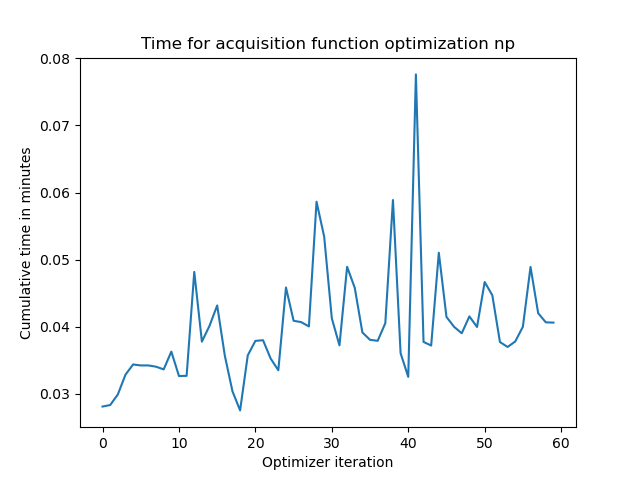 Time for acquisition function optimization np
0.08
0.07
0.06
0.05
0.04
0.03
Cumulative time in minutes
0 10 20 30 40 50 60
Optimizer iteration